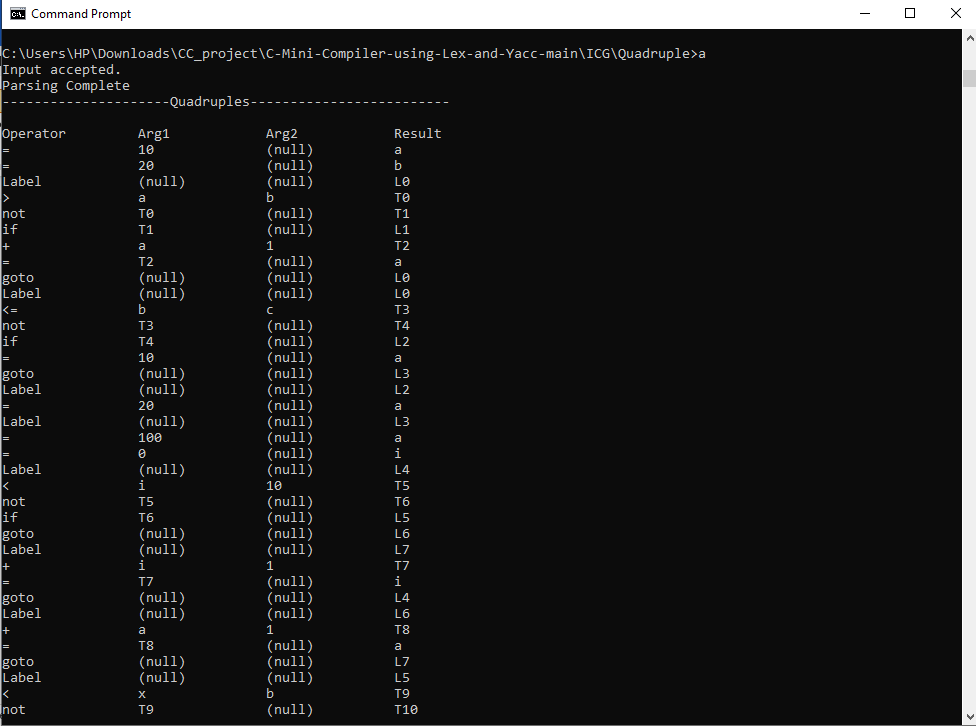 Command Prompt
C:\Users\HP\Downloads\CC_project\C-Mini-Compiler-using-Lex-and-Yacc-main\ICG\Quadruple>a
Input accepted.
Parsing Complete
---------------------Quadruples-------------------------
Operator Arg1 Arg2 Result
= 10 (null) a
= 20 (null) b
Label (null) (null) L0
> a b T0
not T0 (null) T1
if T1 (null) L1
+ a 1 T2
= T2 (null) a
goto (null) (null) L0
Label (null) (null) L0
<= b c T3
not T3 (null) T4
if T4 (null) L2
= 10 (null) a
goto (null) (null) L3
Label (null) (null) L2
= 20 (null) a
Label (null) (null) L3
= 100 (null) a
= 0 (null) i
Label (null) (null) L4
< i 10 T5
not T5 (null) T6
if T6 (null) L5
goto (null) (null) L6
Label (null) (null) L7
+ i 1 T7
= T7 (null) i
goto (null) (null) L4
Label (null) (null) L6
+ a 1 T8
= T8 (null) a
goto (null) (null) L7
Label (null) (null) L5
< x b T9
not T9 (null) T10